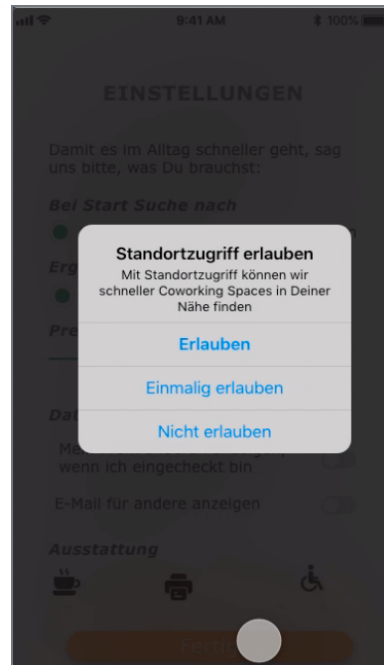 9:41 AM
100%
EINSTELLUNGEN
Damit es im Alltag schneller geht, sag
uns bitte, was Du brauchst:
Bei Start Suche nach
Standortzugriff erlauben
Mit Standortzugriff können wir
schneller Coworking Spaces in Deiner
Nähe finden
Erlauben
Einmalig erlauben
Nicht erlauben
wenn ich eingecheckt bin
E-Mail für andere anzeigen
Ausstattung